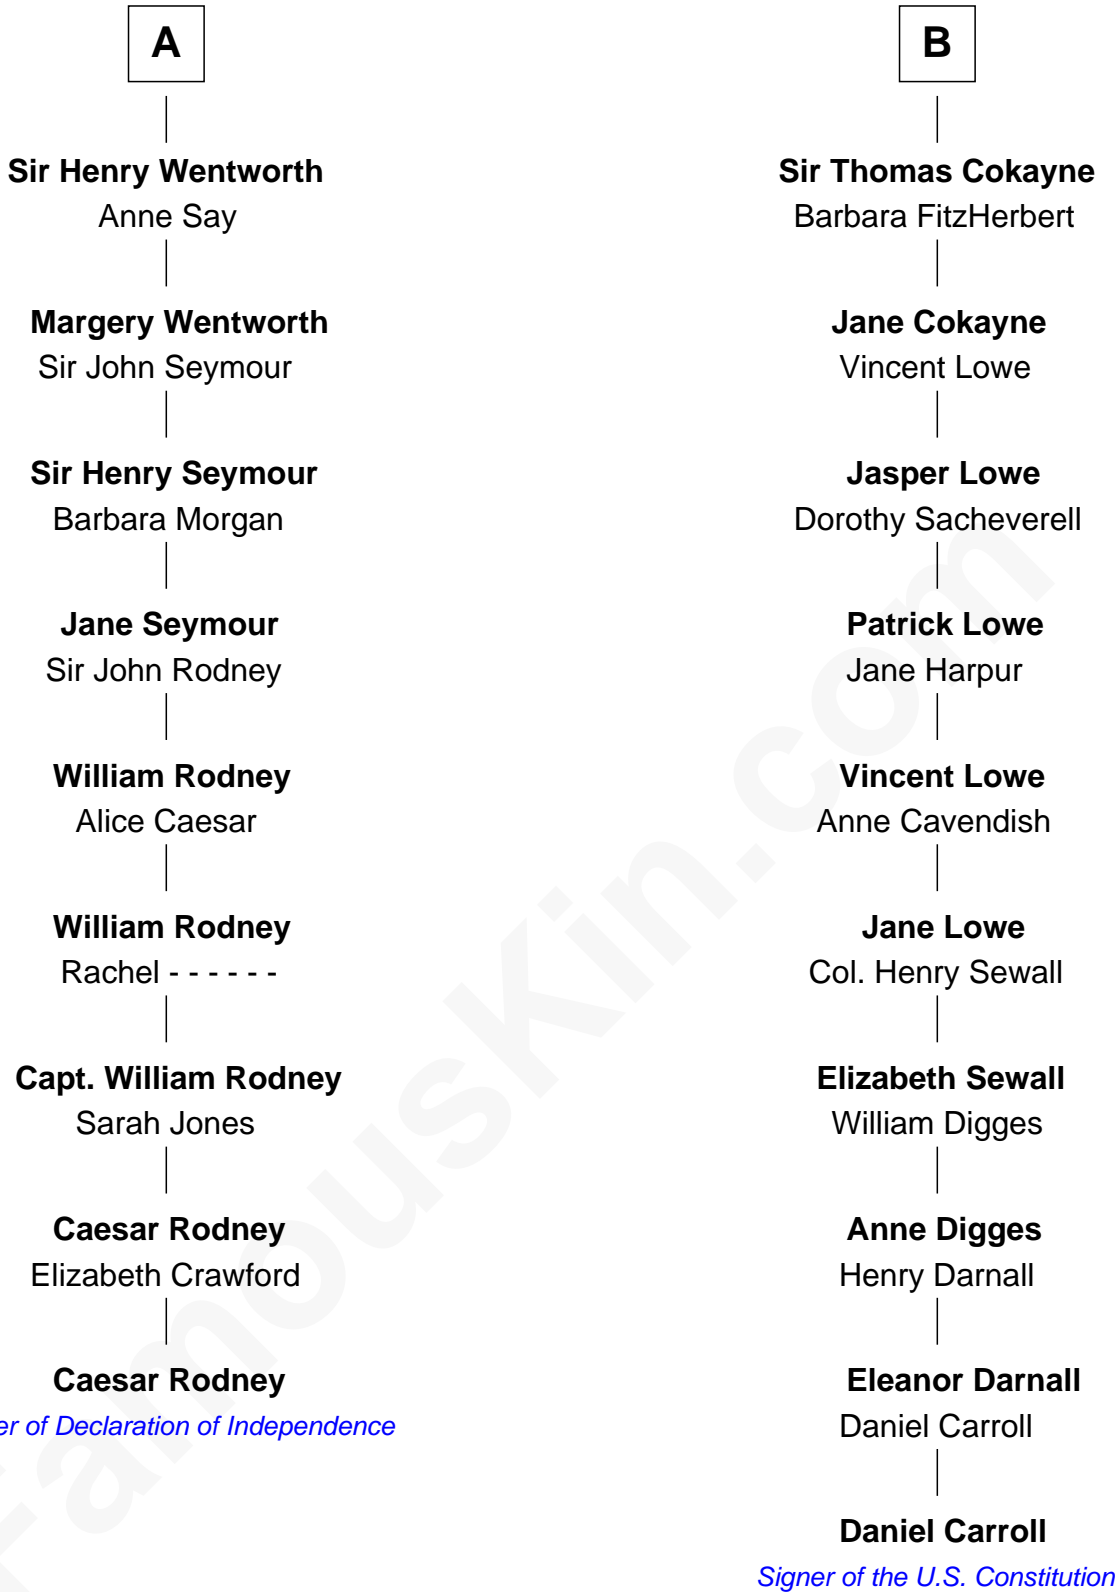 A
Sir Henry Wentworth
Anne Say
Margery Wentworth
Sir John Seymour
Sir Henry Seymour
Barbara Morgan
Jane Seymour
Sir John Rodney
William Rodney
Alice Caesar
William Rodney
Rachel - - - - - -
Capt. William Rodney
Sarah Jones
Caesar Rodney
Elizabeth Crawford
Caesar Rodney
of Declaration of Independence
B
Sir Thomas Cokayne
Barbara FitzHerbert
Jane Cokayne
Vincent Lowe
Jasper Lowe
Dorothy Sacheverell
Patrick Lowe
Jane Harpur
Vincent Lowe
Anne Cavendish
Jane Lowe
Col. Henry Sewall
Elizabeth Sewall
William Digges
Anne Digges
Henry Darnall
Eleanor Darnall
Daniel Carroll
Daniel Carroll
Signer of the U.S. Constitution
FamousKin.com